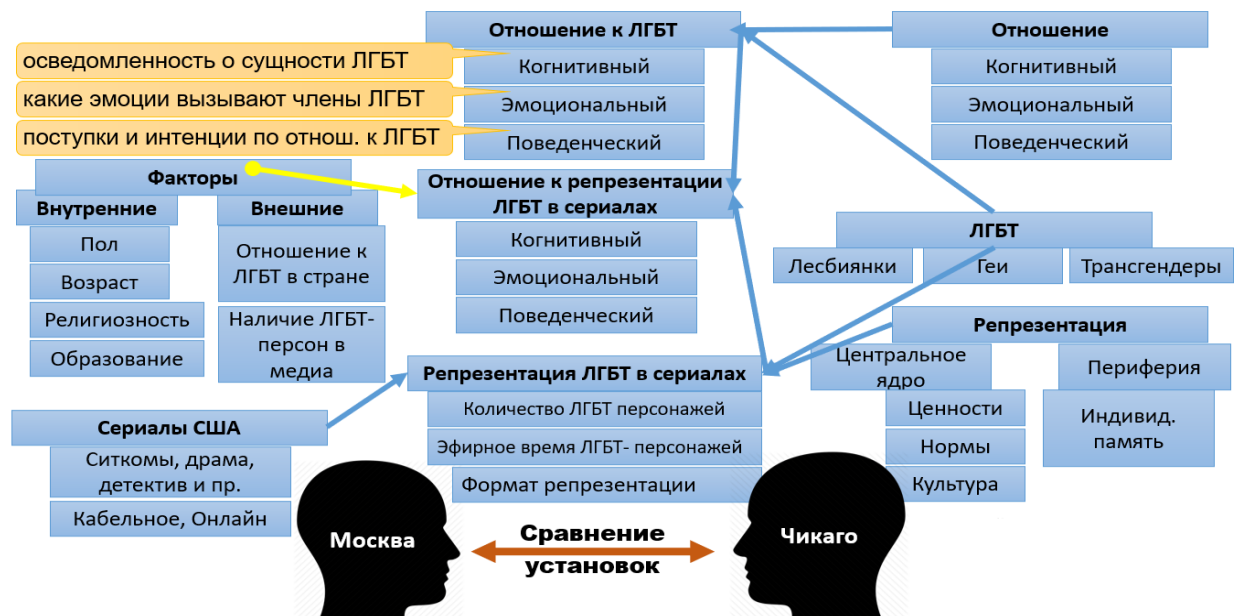 Отношение к ЛГБТ
Когнитивный
Эмоциональный
Поведенческий
Отношение
Когнитивный
Эмоциональный
Поведенческий
осведомленность о сущности ЛГБТ
какие эмоции вызывают члены ЛГБТ
поступки и интенции по отнош. к ЛГБТ
Факторы
Внутренние
Пол
Возраст
Религиозность
Образование
Внешние
Отношение к
ЛГБТ в стране
Наличие ЛГБТ-
персон в
медиа
Отношение к репрезентации
ЛГБТ в сериалах
Когнитивный
Эмоциональный
Поведенческий
ЛГБТ
Лесбиянки
Геи
Трансгендеры
Репрезентация
Центральное
ядро
Ценности
Нормы
Культура
Периферия
Индивид.
память
Репрезентация ЛГБТ в сериалах
Количество ЛГБТ персонажей
Эфирное время ЛГБТ- персонажей
Формат репрезентации
Сериалы США
Ситкомы, драма,
детектив и пр.
Кабельное, Онлайн
Москва
Сравнение
установок
Чикаго